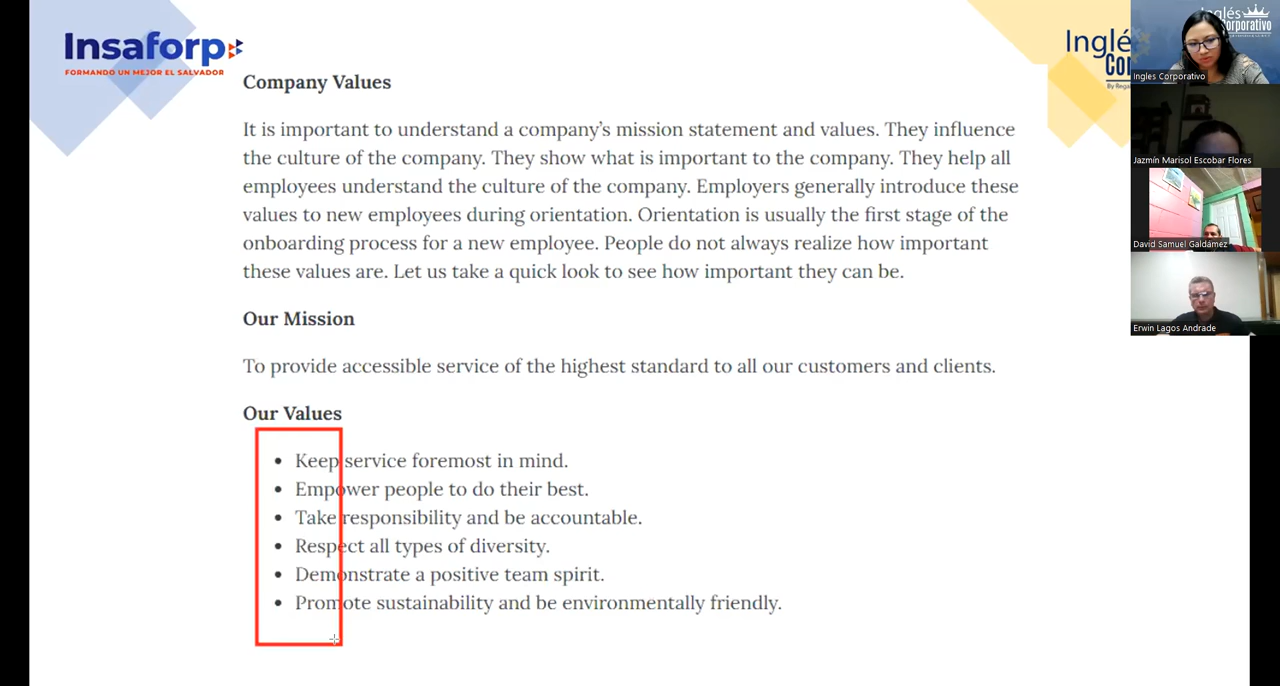 Insaforp
FORMANDO UN MEJOR EL SALVADOR
Company Values
It is important to understand a company’s mission statement and values. They influence
the culture of the company. They show what is important to the company. They help all
employees understand the culture of the company. Employers generally introduce these
values to new employees during orientation. Orientation is usually the first stage of the
onboarding process for a new employee. People do not always realize how important
these values are. Let us take a quick look to see how important they can be.
Our Mission
To provide accessible service of the highest standard to all our customers and clients.
Our Values
• Keep service foremost in mind.
• Empower people to do their best.
• Take responsibility and be accountable.
• Respect all types of diversity.
• Demonstrate a positive team spirit.
• Promote sustainability and be environmentally friendly.
Inglés
Ingles Corporativo
Jazmín Marisol Escobar Flores
David Samuel Galdámez
Erwin Lagos Andrade